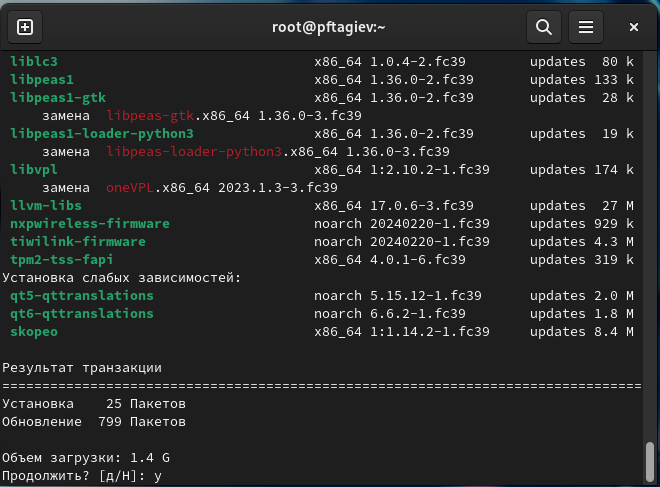 root@pftagiev:~
liblc3 x86_64 1.0.4-2.fc39 updates 80 k
libpeas1 x86_64 1.36.0-2.fc39 updates 133 k
libpeas1-gtk x86_64 1.36.0-2.fc39 updates 28 k
замена libpeas-gtk.x86_64 1.36.0-3.fc39
libpeas1-loader-python3 x86_64 1.36.0-2.fc39 updates 19 k
замена libpeas-loader-python3.x86_64 1.36.0-3.fc39
libvpl x86_64 1:2.10.2-1.fc39 updates 174 k
замена oneVPL.x86_64 2023.1.3-3.fc39
llvm-libs x86_64 17.0.6-3.fc39 updates 27 M
nxpwireless-firmware noarch 20240220-1.fc39 updates 929 k
tiwilink-firmware noarch 20240220-1.fc39 updates 4.3 M
tpm2-tss-fapi x86_64 4.0.1-6.fc39 updates 319 k
Установка слабых зависимостей:
qt5-qttranslations noarch 5.15.12-1.fc39 updates 2.0 M
qt6-qttranslations noarch 6.6.2-1.fc39 updates 1.8 M
skopeo x86_64 1:1.14.2-1.fc39 updates 8.4 M
Результат транзакции
================================================================================
Установка 25 Пакетов
Обновление 799 Пакетов
Объем загрузки: 1.4 G
Продолжить? [д/Н]: y